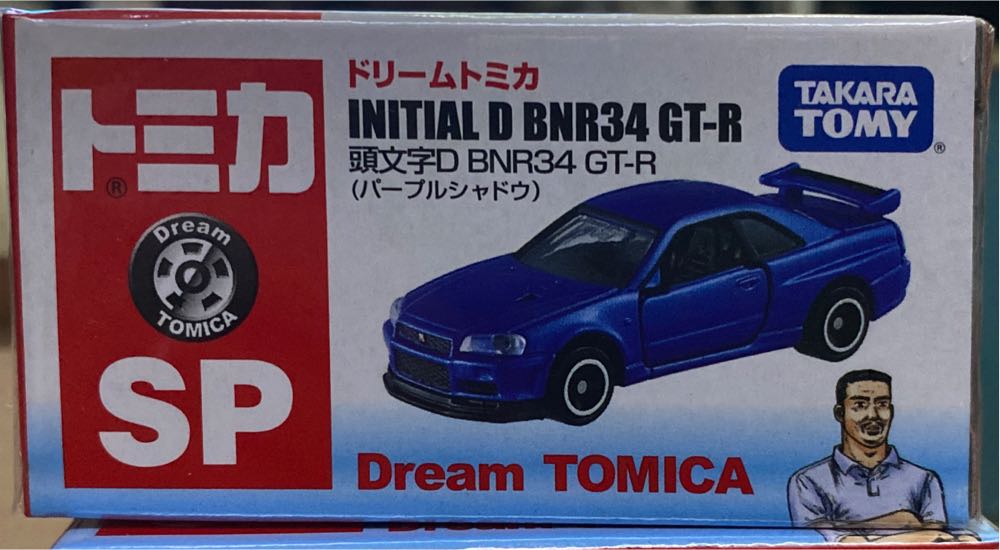 トミカ
®
Dream
TOMICA
SP
ドリームトミカ
INITIAL D BNR34 GT-R
頭文字D BNR34 GT-R
(パープルシャドウ)
TAKARA
TOMY
®
Dream TOMICA
Dream